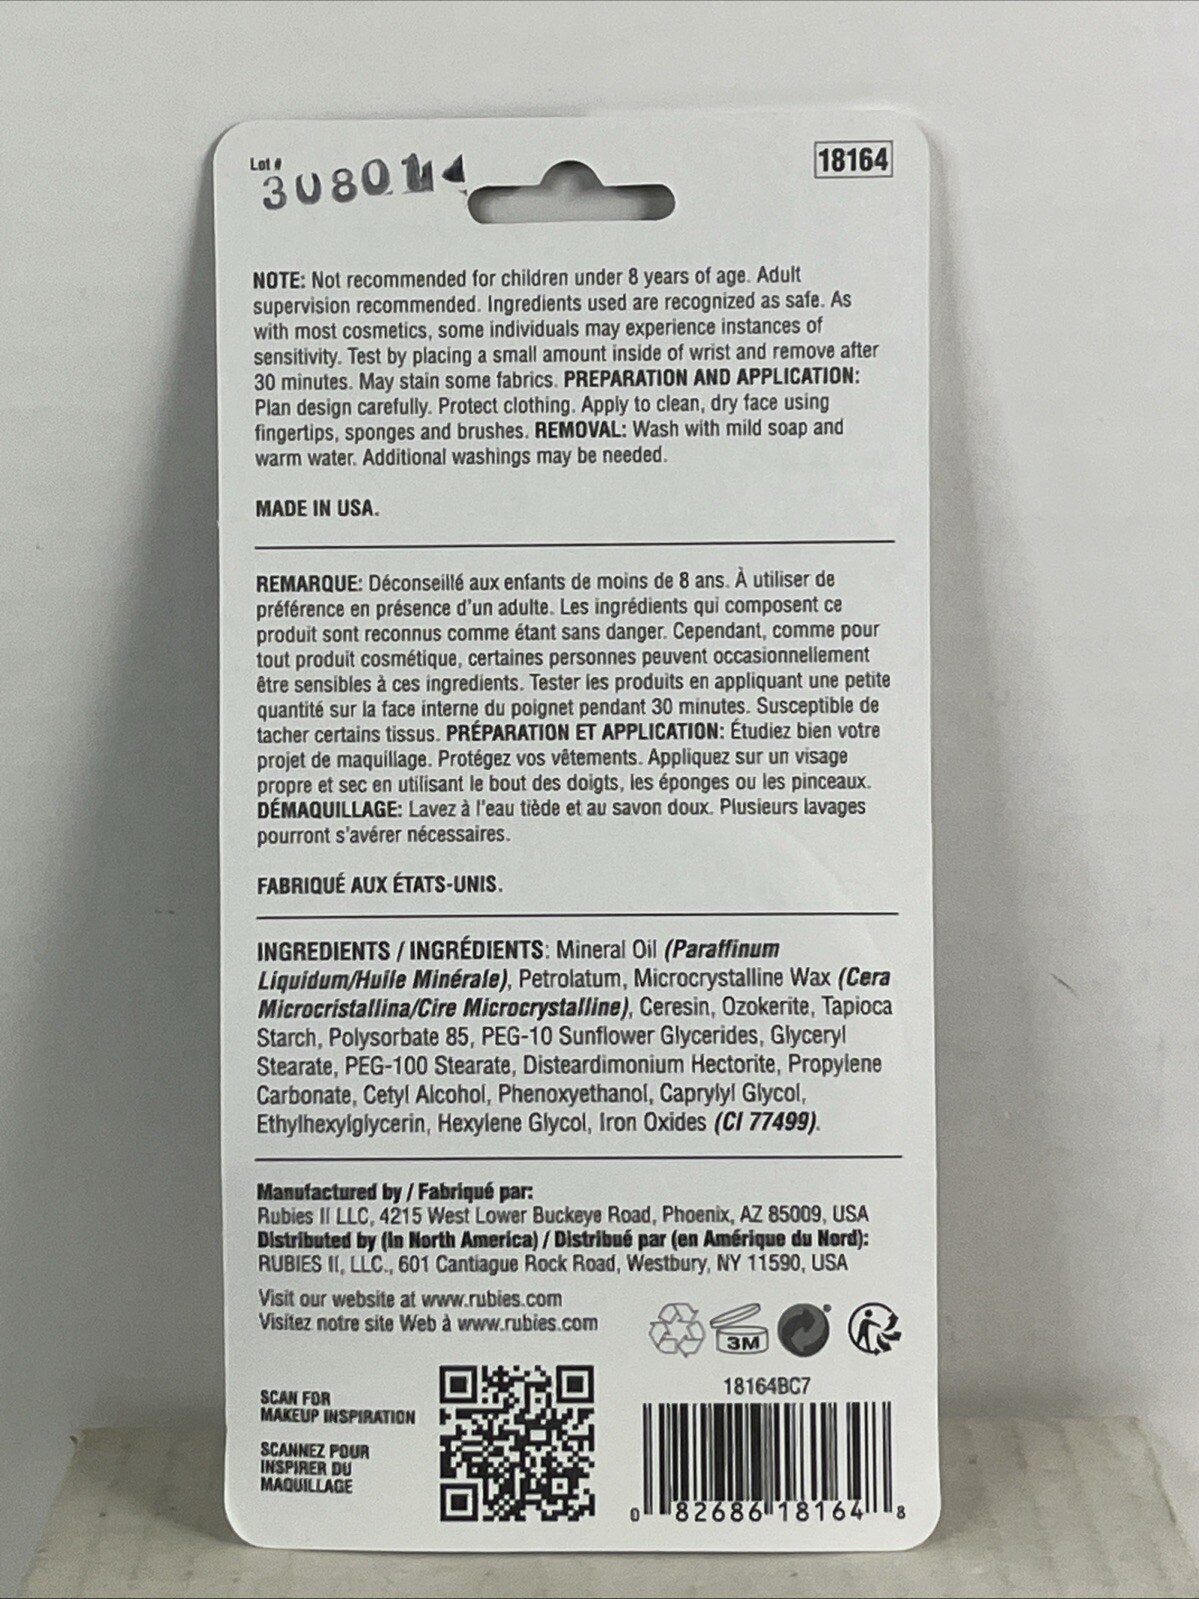 Lot #
18164
NOTE: Not recommended for children under 8 years of age. Adult
supervision recommended. Ingredients used are recognized as safe. As
with most cosmetics, some individuals may experience instances of
sensitivity. Test by placing a small amount inside of wrist and remove after
30 minutes. May stain some fabrics. PREPARATION AND APPLICATION:
Plan design carefully. Protect clothing. Apply to clean, dry face using
fingertips, sponges and brushes. REMOVAL: Wash with mild soap and
warm water. Additional washings may be needed.
MADE IN USA.
REMARQUE: Déconseillé aux enfants de moins de 8 ans. À utiliser de
préférence en présence d'un adulte. Les ingrédients qui composent ce
produit sont reconnus comme étant sans danger. Cependant, comme pour
tout produit cosmétique, certaines personnes peuvent occasionnellement
être sensibles à ces ingredients. Tester les produits en appliquant une petite
quantité sur la face interne du poignet pendant 30 minutes. Susceptible de
tacher certains tissus. PRÉPARATION ET APPLICATION: Étudiez bien votre
projet de maquillage. Protégez vos vêtements. Appliquez sur un visage
propre et sec en utilisant le bout des doigts, les éponges ou les pinceaux.
DÉMAQUILLAGE: Lavez à l'eau tiède et au savon doux. Plusieurs lavages
pourront s'avérer nécessaires.
FABRIQUÉ AUX ÉTATS-UNIS.
INGREDIENTS / INGRÉDIENTS: Mineral Oil (Paraffinum
Liquidum/Huile Minérale), Petrolatum, Microcrystalline Wax (Cera
Microcristallina/Cire Microcrystalline), Ceresin, Ozokerite, Tapioca
Starch, Polysorbate 85, PEG-10 Sunflower Glycerides, Glyceryl
Stearate, PEG-100 Stearate, Disteardimonium Hectorite, Propylene
Carbonate, Cetyl Alcohol, Phenoxyethanol, Caprylyl Glycol,
Ethylhexylglycerin, Hexylene Glycol, Iron Oxides (CI 77499).
Manufactured by / Fabriqué par:
Rubies II LLC, 4215 West Lower Buckeye Road, Phoenix, AZ 85009, USA
Distributed by (in North America) / Distribué par (en Amérique du Nord):
RUBIES II, LLC., 601 Cantiague Rock Road, Westbury, NY 11590, USA
Visit our website at www.rubies.com
Visitez notre site Web à www.rubies.com
3M
SCAN FOR
MAKEUP INSPIRATION
SCANNEZ POUR
INSPIRER DU
MAQUILLAGE
18164BC7
0 82686 18164 8